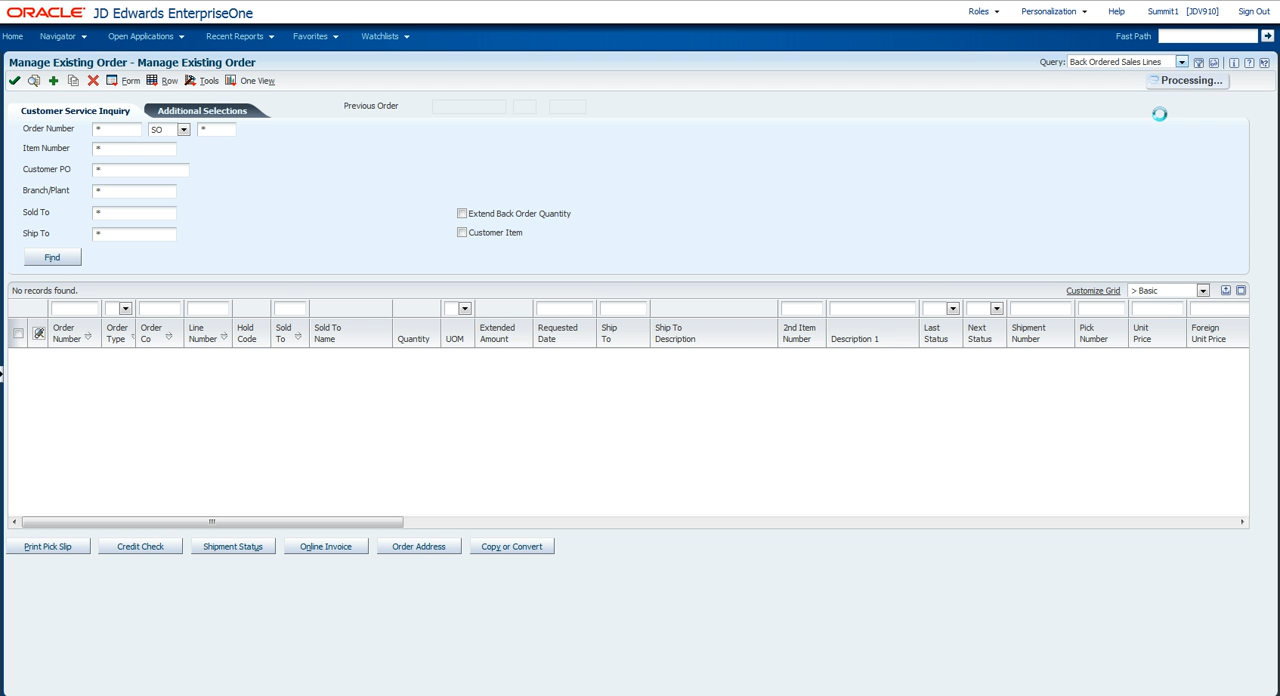 ORACLE® JD Edwards EnterpriseOne Roles Personalization Help Summit1 [JDV910] Sign Out
Home Navigator Open Applications Recent Reports Favorites Watchlists Fast Path
Manage Existing Order - Manage Existing Order Query: Back Ordered Sales Lines
Form Row Tools One View Processing...
Customer Service Inquiry Additional Selections Previous Order
Order Number * SO *
Item Number *
Customer PO *
Branch/Plant *
Sold To * Extend Back Order Quantity
Ship To * Customer Item
Find
No records found. Customize Grid > Basic
Order Number Order Type Order Co Line Number Hold Code Sold To Sold To Name Quantity UOM Extended Amount Requested Date Ship To Ship To Description 2nd Item Number Description 1 Last Status Next Status Shipment Number Pick Number Unit Price Foreign Unit Price
Print Pick Slip Credit Check Shipment Status Online Invoice Order Address Copy or Convert